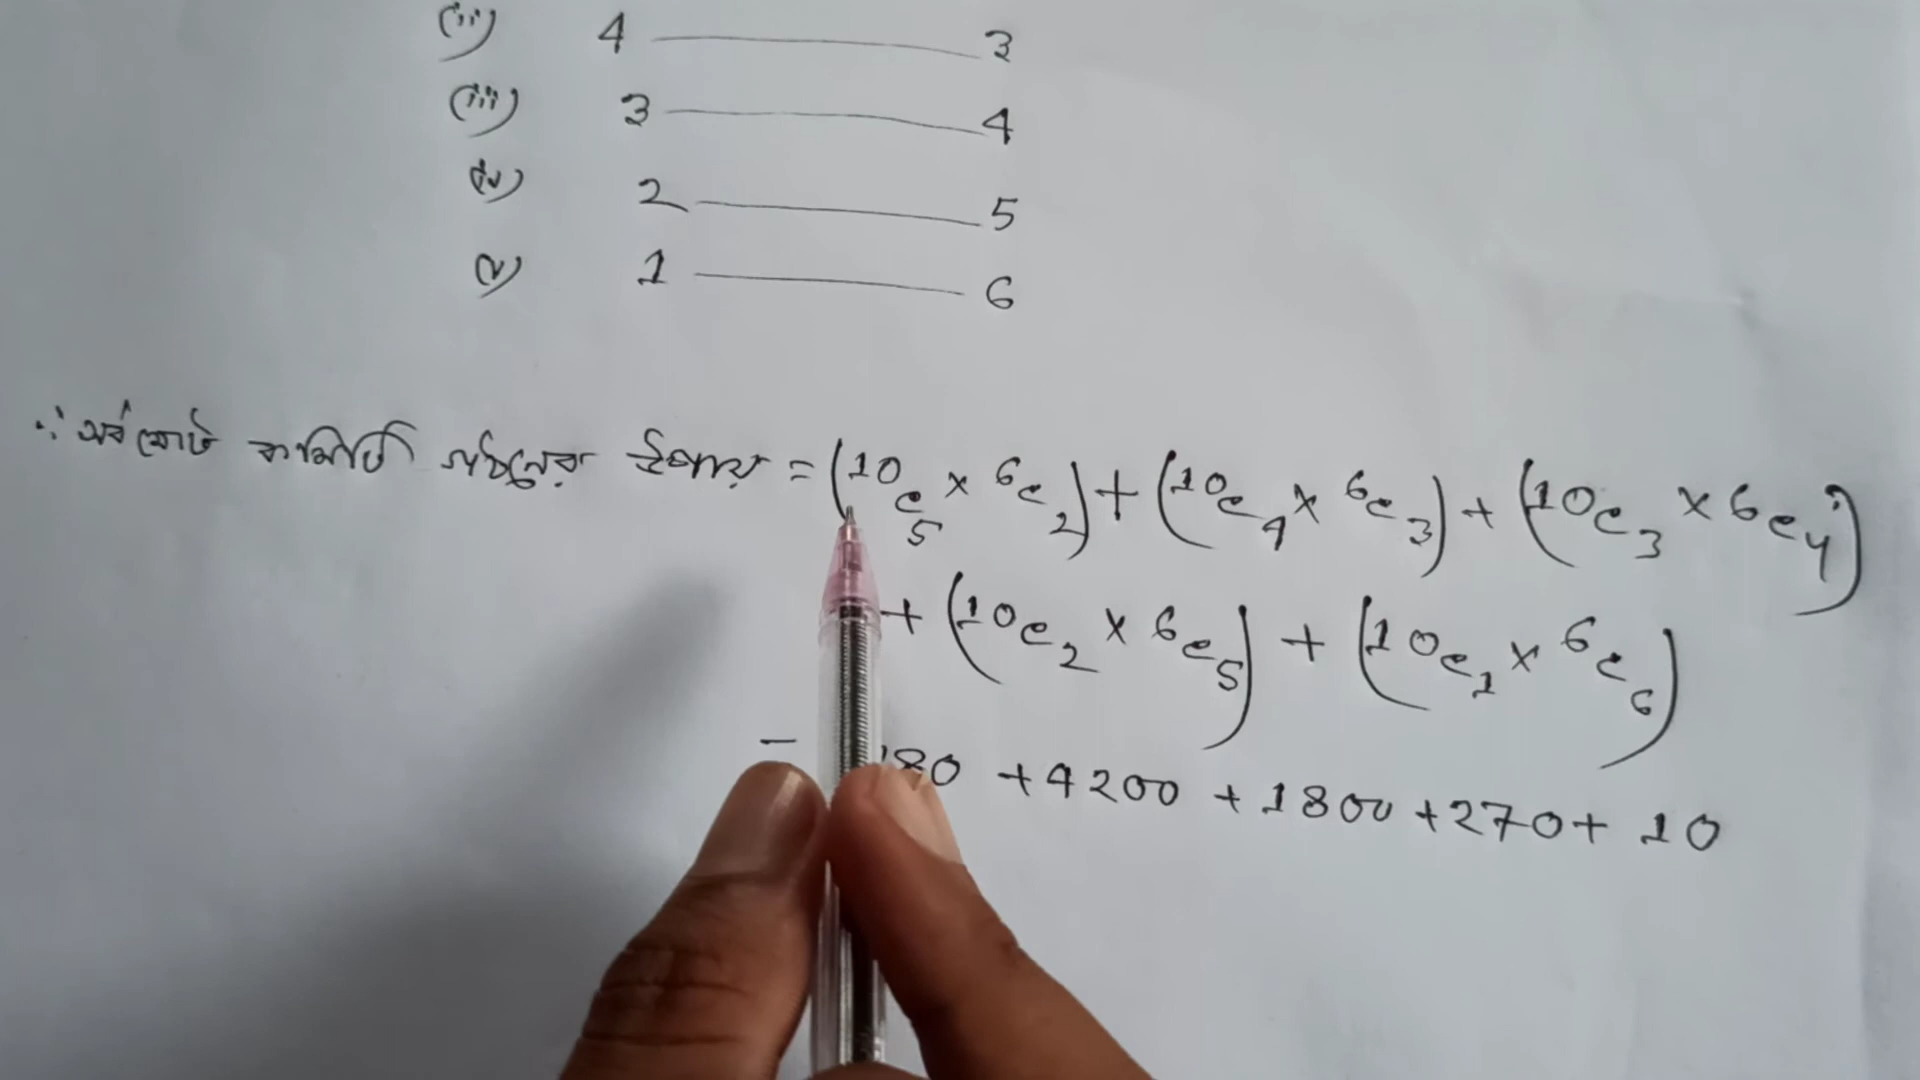 (ii) 4 3
(iii) 3 4
(iv) 2 5
(v) 1 6
∴ সর্বমোট কমিটি গঠনের উপায় = (¹⁰c₅ × ⁶c₂) + (¹⁰c₄ × ⁶c₃) + (¹⁰c₃ × ⁶c₄)
+ (¹⁰c₂ × ⁶c₅) + (¹⁰c₁ × ⁶c₆)
80 + 4200 + 1800 + 270 + 10